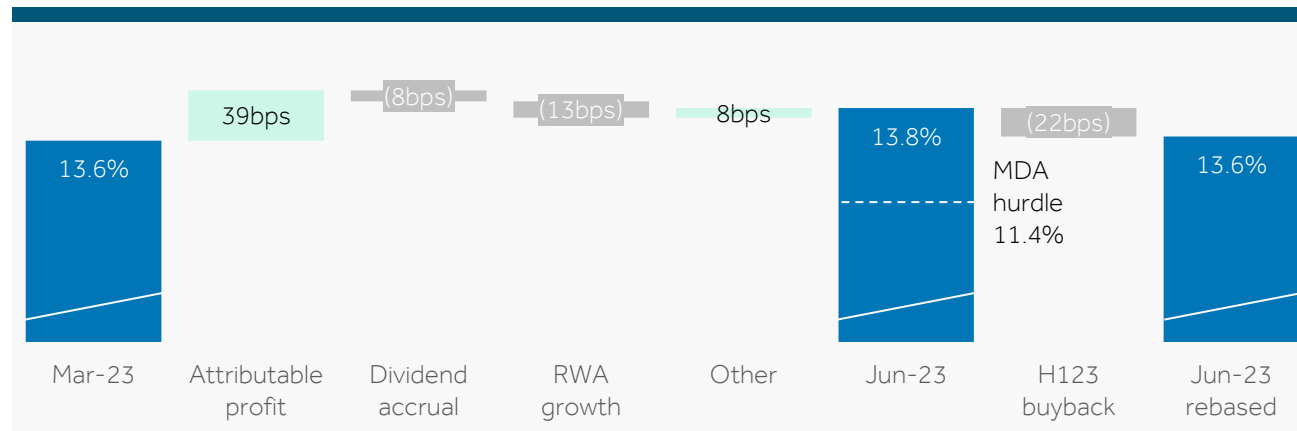 39bps
(8bps)
(13bps)
8bps
(22bps)
13.6%
13.8%
13.6%
MDA
hurdle
11.4%
Mar-23
Attributable
profit
Dividend
accrual
RWA
growth
Other
Jun-23
H123
buyback
Jun-23
rebased